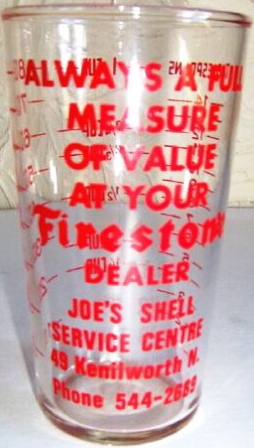 ALWAYS A FULL
MEASURE
OF VALUE
AT YOUR
Firestone
DEALER
JOE'S SHELL
SERVICE CENTRE
49 Kenilworth N.
Phone 544-2689